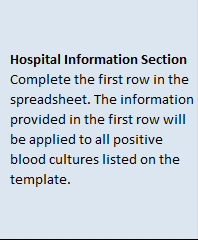 Hospital Information Section
Complete the first row in the
spreadsheet. The information
provided in the first row will
be applied to all positive
blood cultures listed on the
template.